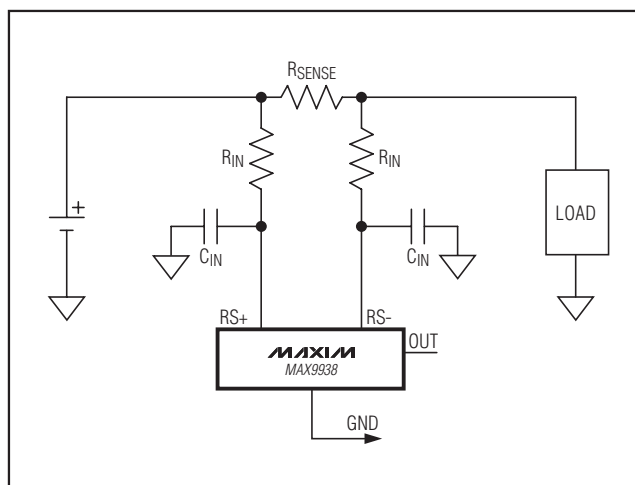 RSENSE
RIN
RIN
+
LOAD
CIN
CIN
RS+
RS-
OUT
MAXIM
MAX9938
GND